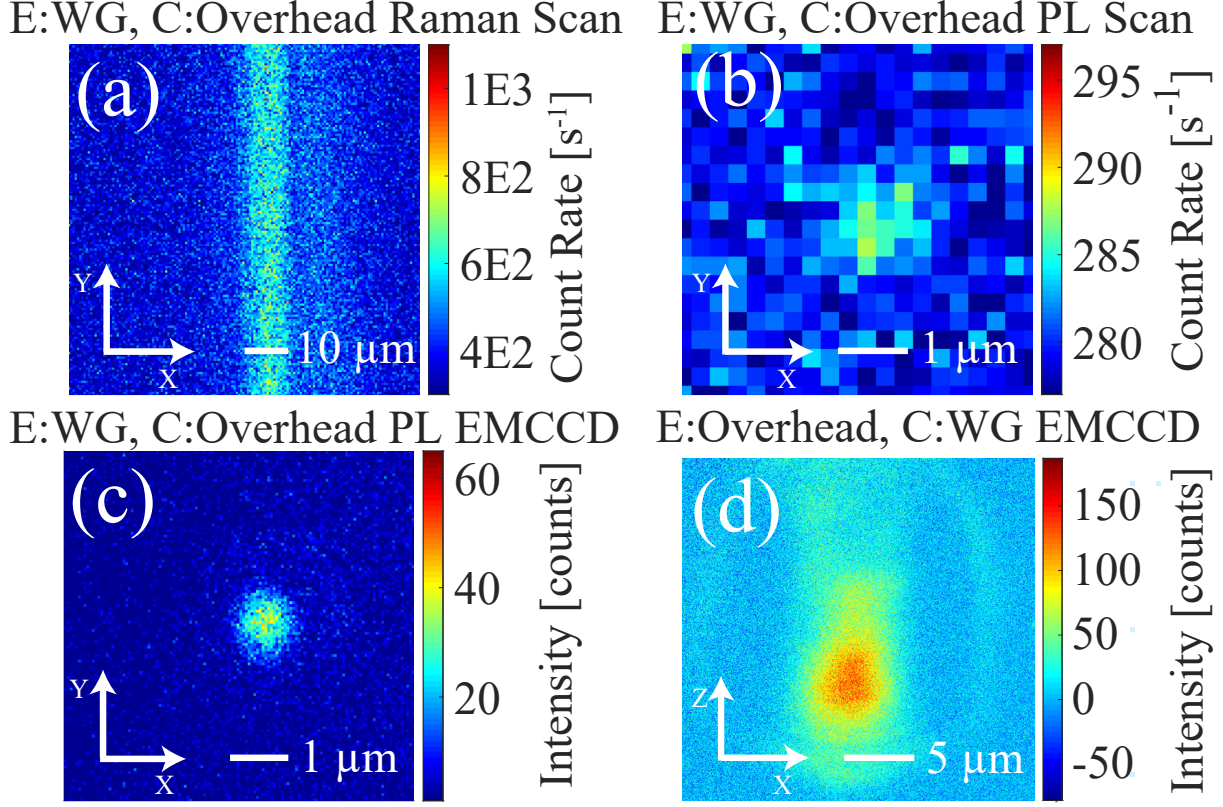 E:WG, C:Overhead Raman Scan
(a)
1E3
8E2
6E2
4E2
Count Rate [s⁻¹]
Y
X
10 µm
E:WG, C:Overhead PL Scan
(b)
295
290
285
280
Count Rate [s⁻¹]
Y
X
1 µm
E:WG, C:Overhead PL EMCCD
(c)
60
40
20
Intensity [counts]
Y
X
1 µm
E:Overhead, C:WG EMCCD
(d)
150
100
50
0
-50
Intensity [counts]
Z
X
5 µm